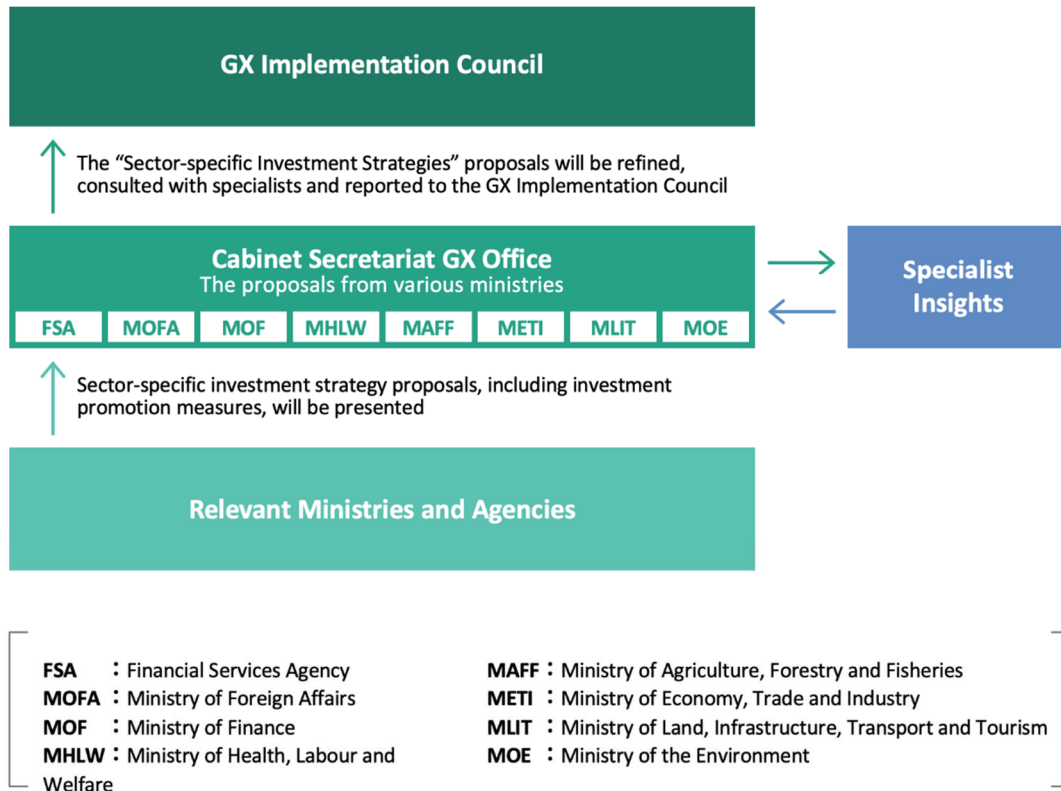 GX Implementation Council
The “Sector-specific Investment Strategies” proposals will be refined,
consulted with specialists and reported to the GX Implementation Council
Cabinet Secretariat GX Office
The proposals from various ministries
FSA MOFA MOF MHLW MAFF METI MLIT MOE
Specialist
Insights
Sector-specific investment strategy proposals, including investment
promotion measures, will be presented
Relevant Ministries and Agencies
FSA : Financial Services Agency
MOFA : Ministry of Foreign Affairs
MOF : Ministry of Finance
MHLW : Ministry of Health, Labour and
Welfare
MAFF : Ministry of Agriculture, Forestry and Fisheries
METI : Ministry of Economy, Trade and Industry
MLIT : Ministry of Land, Infrastructure, Transport and Tourism
MOE : Ministry of the Environment